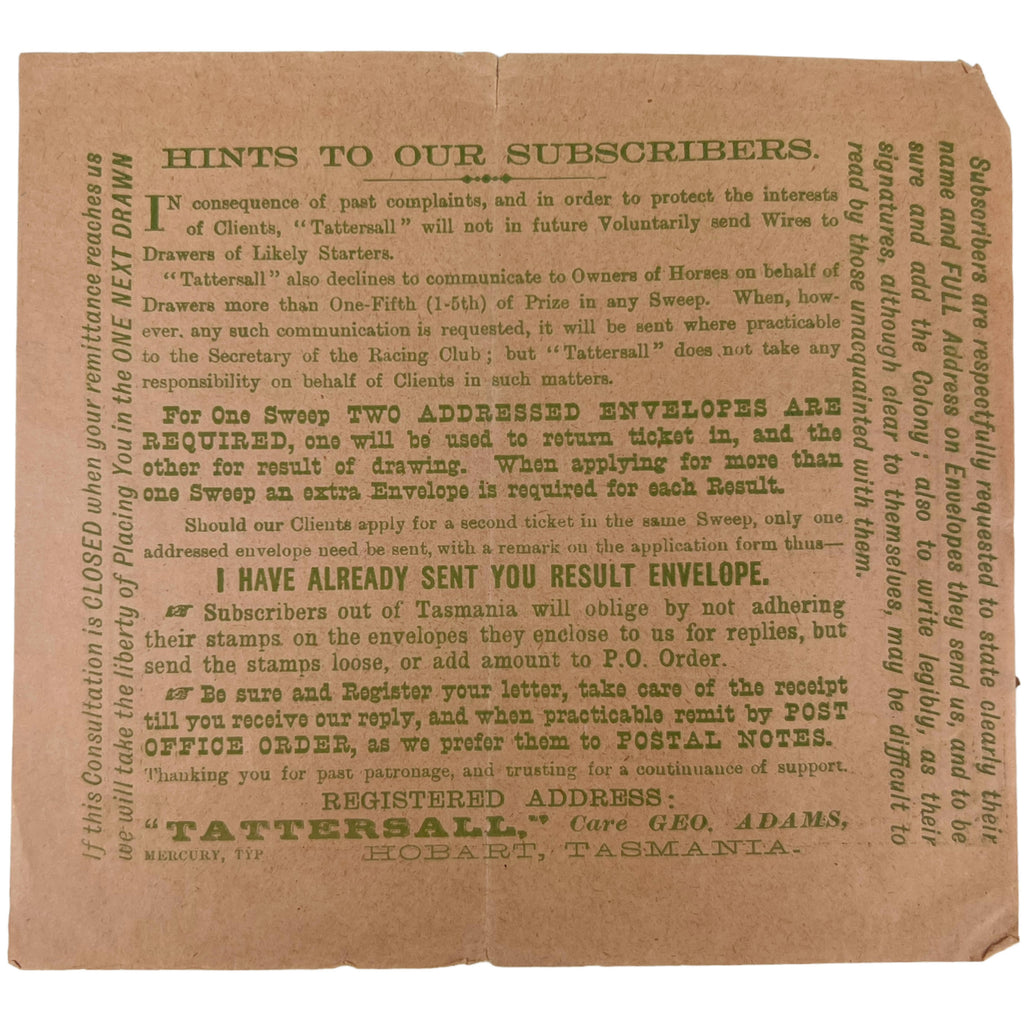 HINTS TO OUR SUBSCRIBERS.
IN consequence of past complaints, and in order to protect the interests
of Clients, "Tattersall" will not in future Voluntarily send Wires to
Drawers of Likely Starters.
"Tattersall" also declines to communicate to Owners of Horses on behalf of
Drawers more than One-Fifth (1-5th) of Prize in any Sweep. When, how-
ever, any such communication is requested, it will be sent where practicable
to the Secretary of the Racing Club; but "Tattersall" does not take any
responsibility on behalf of Clients in such matters.
For One Sweep TWO ADDRESSED ENVELOPES ARE
REQUIRED, one will be used to return ticket in, and the
other for result of drawing. When applying for more than
one Sweep an extra Envelope is required for each Result.
Should our Clients apply for a second ticket in the same Sweep, only one
addressed envelope need be sent, with a remark on the application form thus—
I HAVE ALREADY SENT YOU RESULT ENVELOPE.
☞ Subscribers out of Tasmania will oblige by not adhering
their stamps on the envelopes they enclose to us for replies, but
send the stamps loose, or add amount to P.O. Order.
☞ Be sure and Register your letter, take care of the receipt
till you receive our reply, and when practicable remit by POST
OFFICE ORDER, as we prefer them to POSTAL NOTES.
Thanking you for past patronage, and trusting for a continuance of support.
REGISTERED ADDRESS:
"TATTERSALL," Care GEO. ADAMS,
MERCURY, TYP HOBART, TASMANIA.
If this Consultation is CLOSED when your remittance reaches us
we will take the liberty of Placing You in the ONE NEXT DRAWN
Subscribers are respectfully requested to state clearly their
name and FULL Address on Envelopes they send us, and to be
sure and add the Colony; also to write legibly, as their
signatures, although clear to themselves, may be difficult to
read by those unacquainted with them.